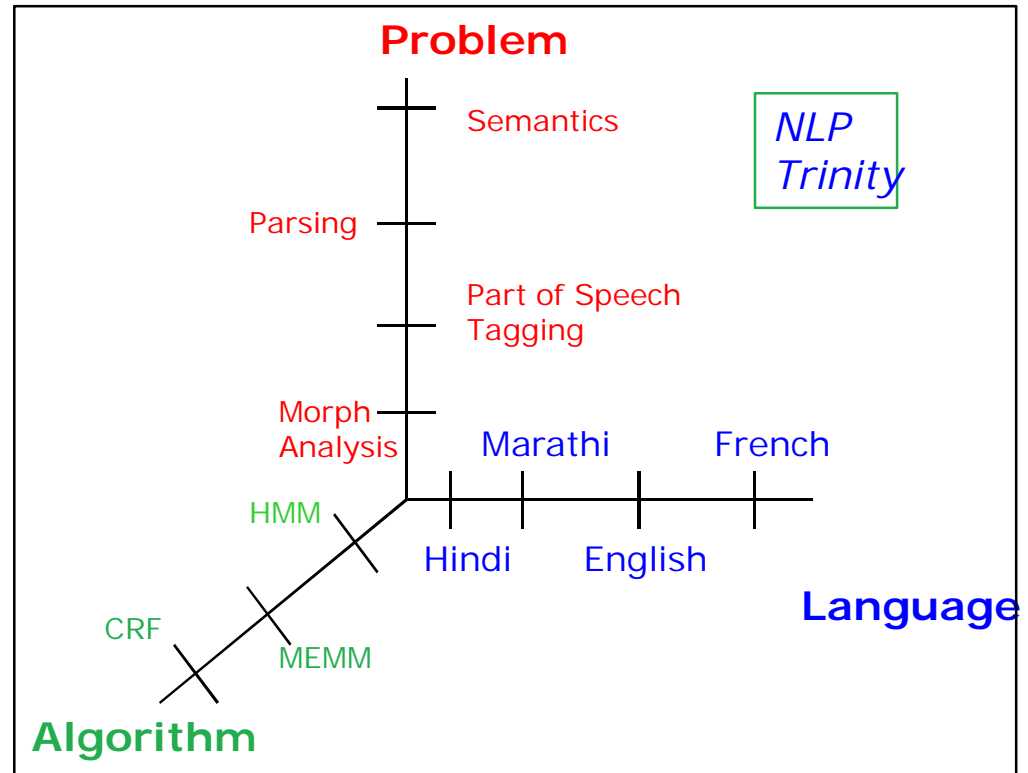 Problem
Semantics
NLP
Trinity
Parsing
Part of Speech
Tagging
Morph
Analysis
Marathi
French
HMM
Hindi
English
Language
CRF
MEMM
Algorithm